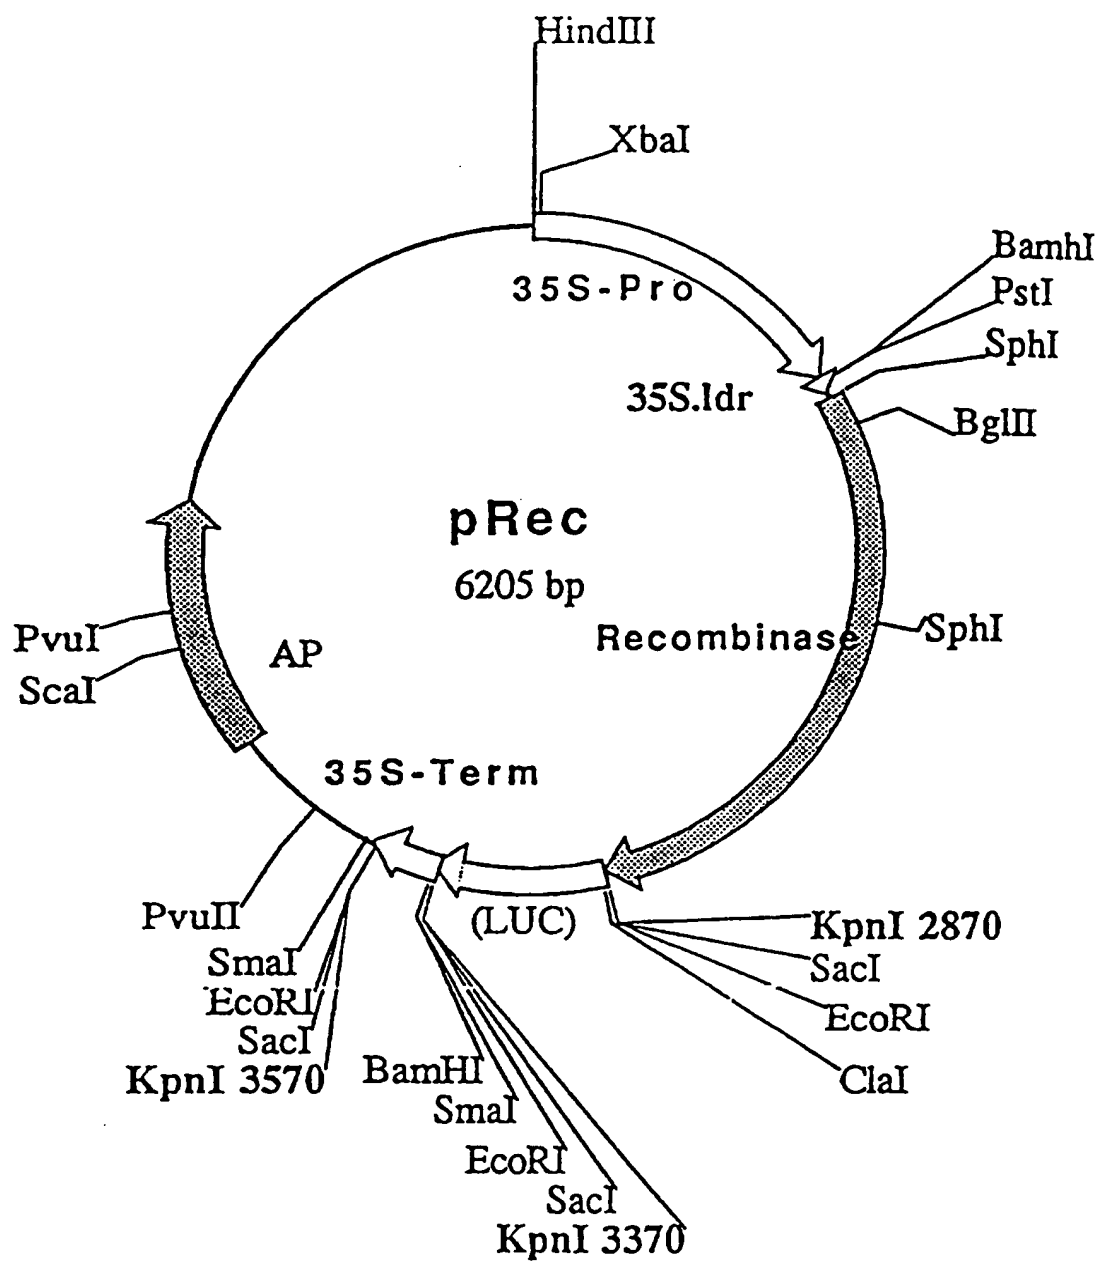 HindIII
XbaI
BamhI
PstI
SphI
BglII
35S-Pro
35S.ldr
pRec
6205 bp
Recombinase
SphI
PvuI
ScaI
AP
35S-Term
PvuII
(LUC)
KpnI 2870
SacI
EcoRI
ClaI
SmaI
EcoRI
SacI
KpnI 3570
BamHI
SmaI
EcoRI
SacI
KpnI 3370